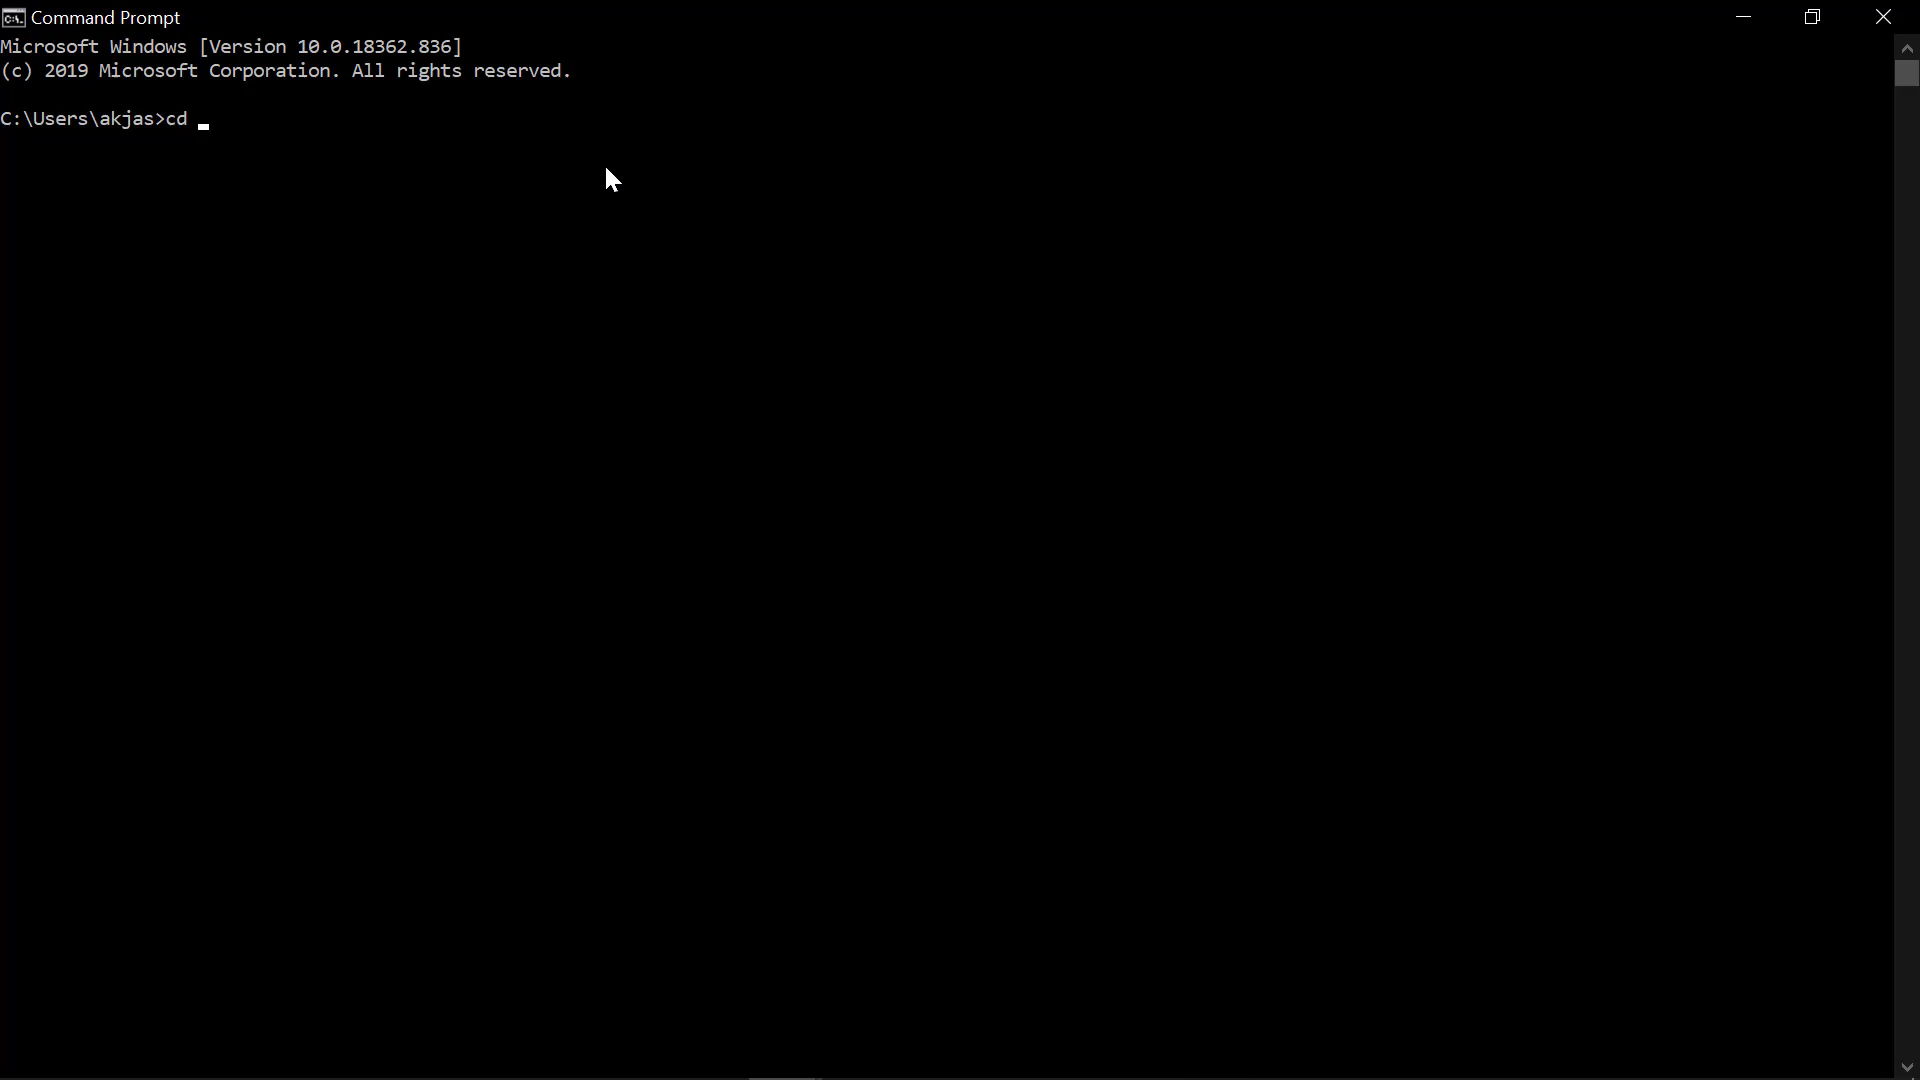 Command Prompt
Microsoft Windows [Version 10.0.18362.836]
(c) 2019 Microsoft Corporation. All rights reserved.
C:\Users\akjas>cd